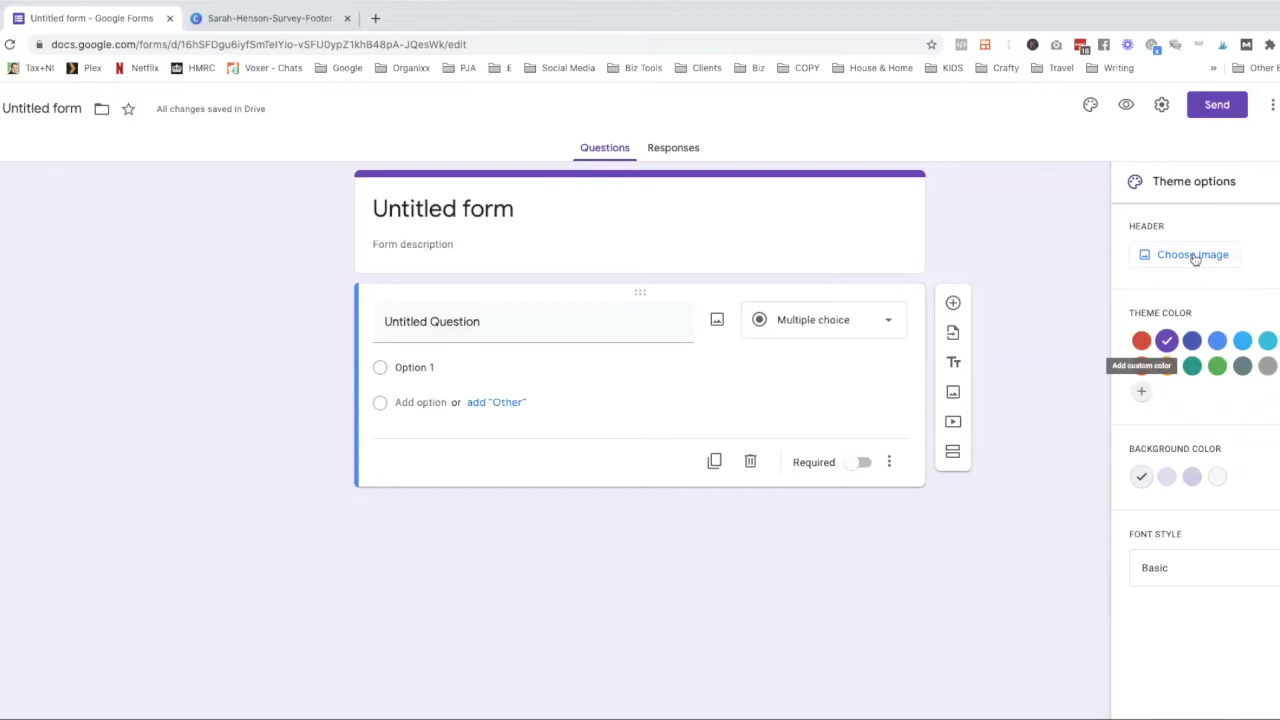 Untitled form - Google Forms
Sarah-Henson-Survey-Footer
docs.google.com/forms/d/16hSFDgu6iyfSmTeIYio-vSFU0ypZ1khB48pA-JQesWk/edit
18
6
M
Tax+NI Plex Netflix HMRC Voxer - Chats Google Organixx PJA £ Social Media Biz Tools Clients Biz COPY House & Home KIDS Crafty Travel Writing » Other B
Untitled form
All changes saved in Drive
Send
Questions Responses
Theme options
Untitled form
Form description
HEADER
Choose image
Untitled Question
Multiple choice
Option 1
Add option or add "Other"
Required
THEME COLOR
Add custom color
BACKGROUND COLOR
FONT STYLE
Basic